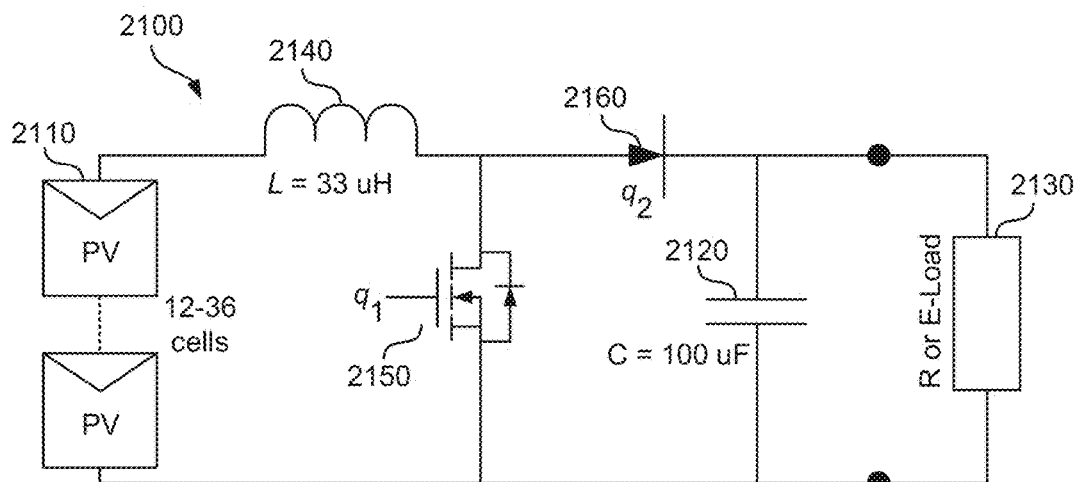 2100
2140
2160
2110
L = 33 uH
q2
2130
PV
2120
R or E-Load
12-36
cells
q1
C = 100 uF
2150
PV